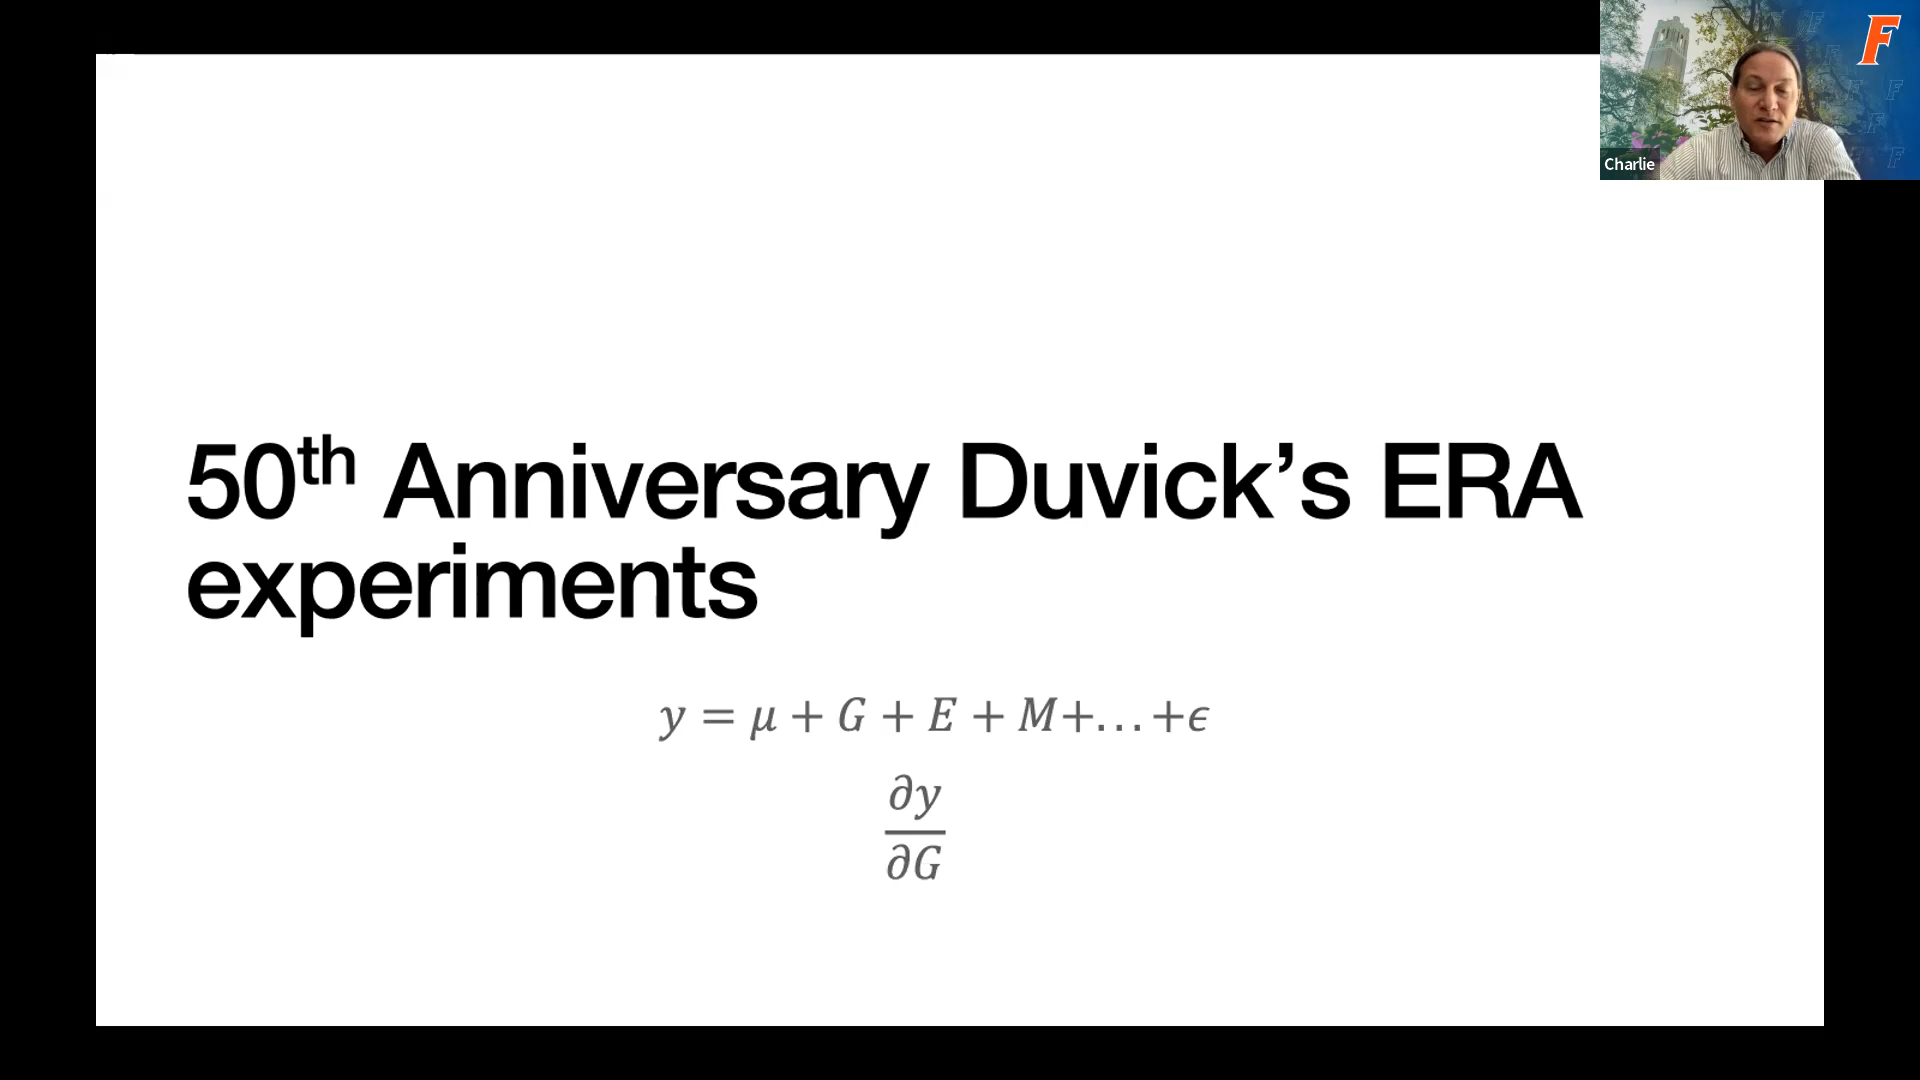 F
Charlie
50th Anniversary Duvick’s ERA
experiments
y = μ + G + E + M+...+ϵ
∂y
∂G